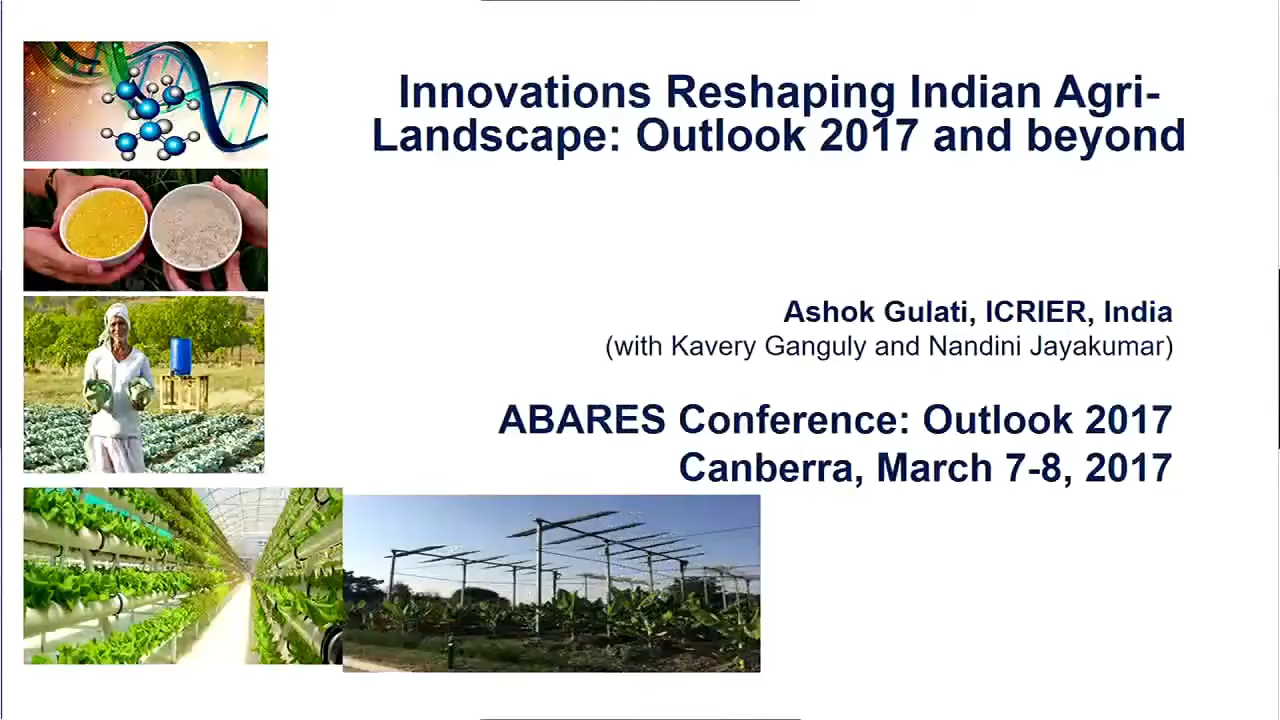 Innovations Reshaping Indian Agri-
Landscape: Outlook 2017 and beyond
Ashok Gulati, ICRIER, India
(with Kavery Ganguly and Nandini Jayakumar)
ABARES Conference: Outlook 2017
Canberra, March 7-8, 2017